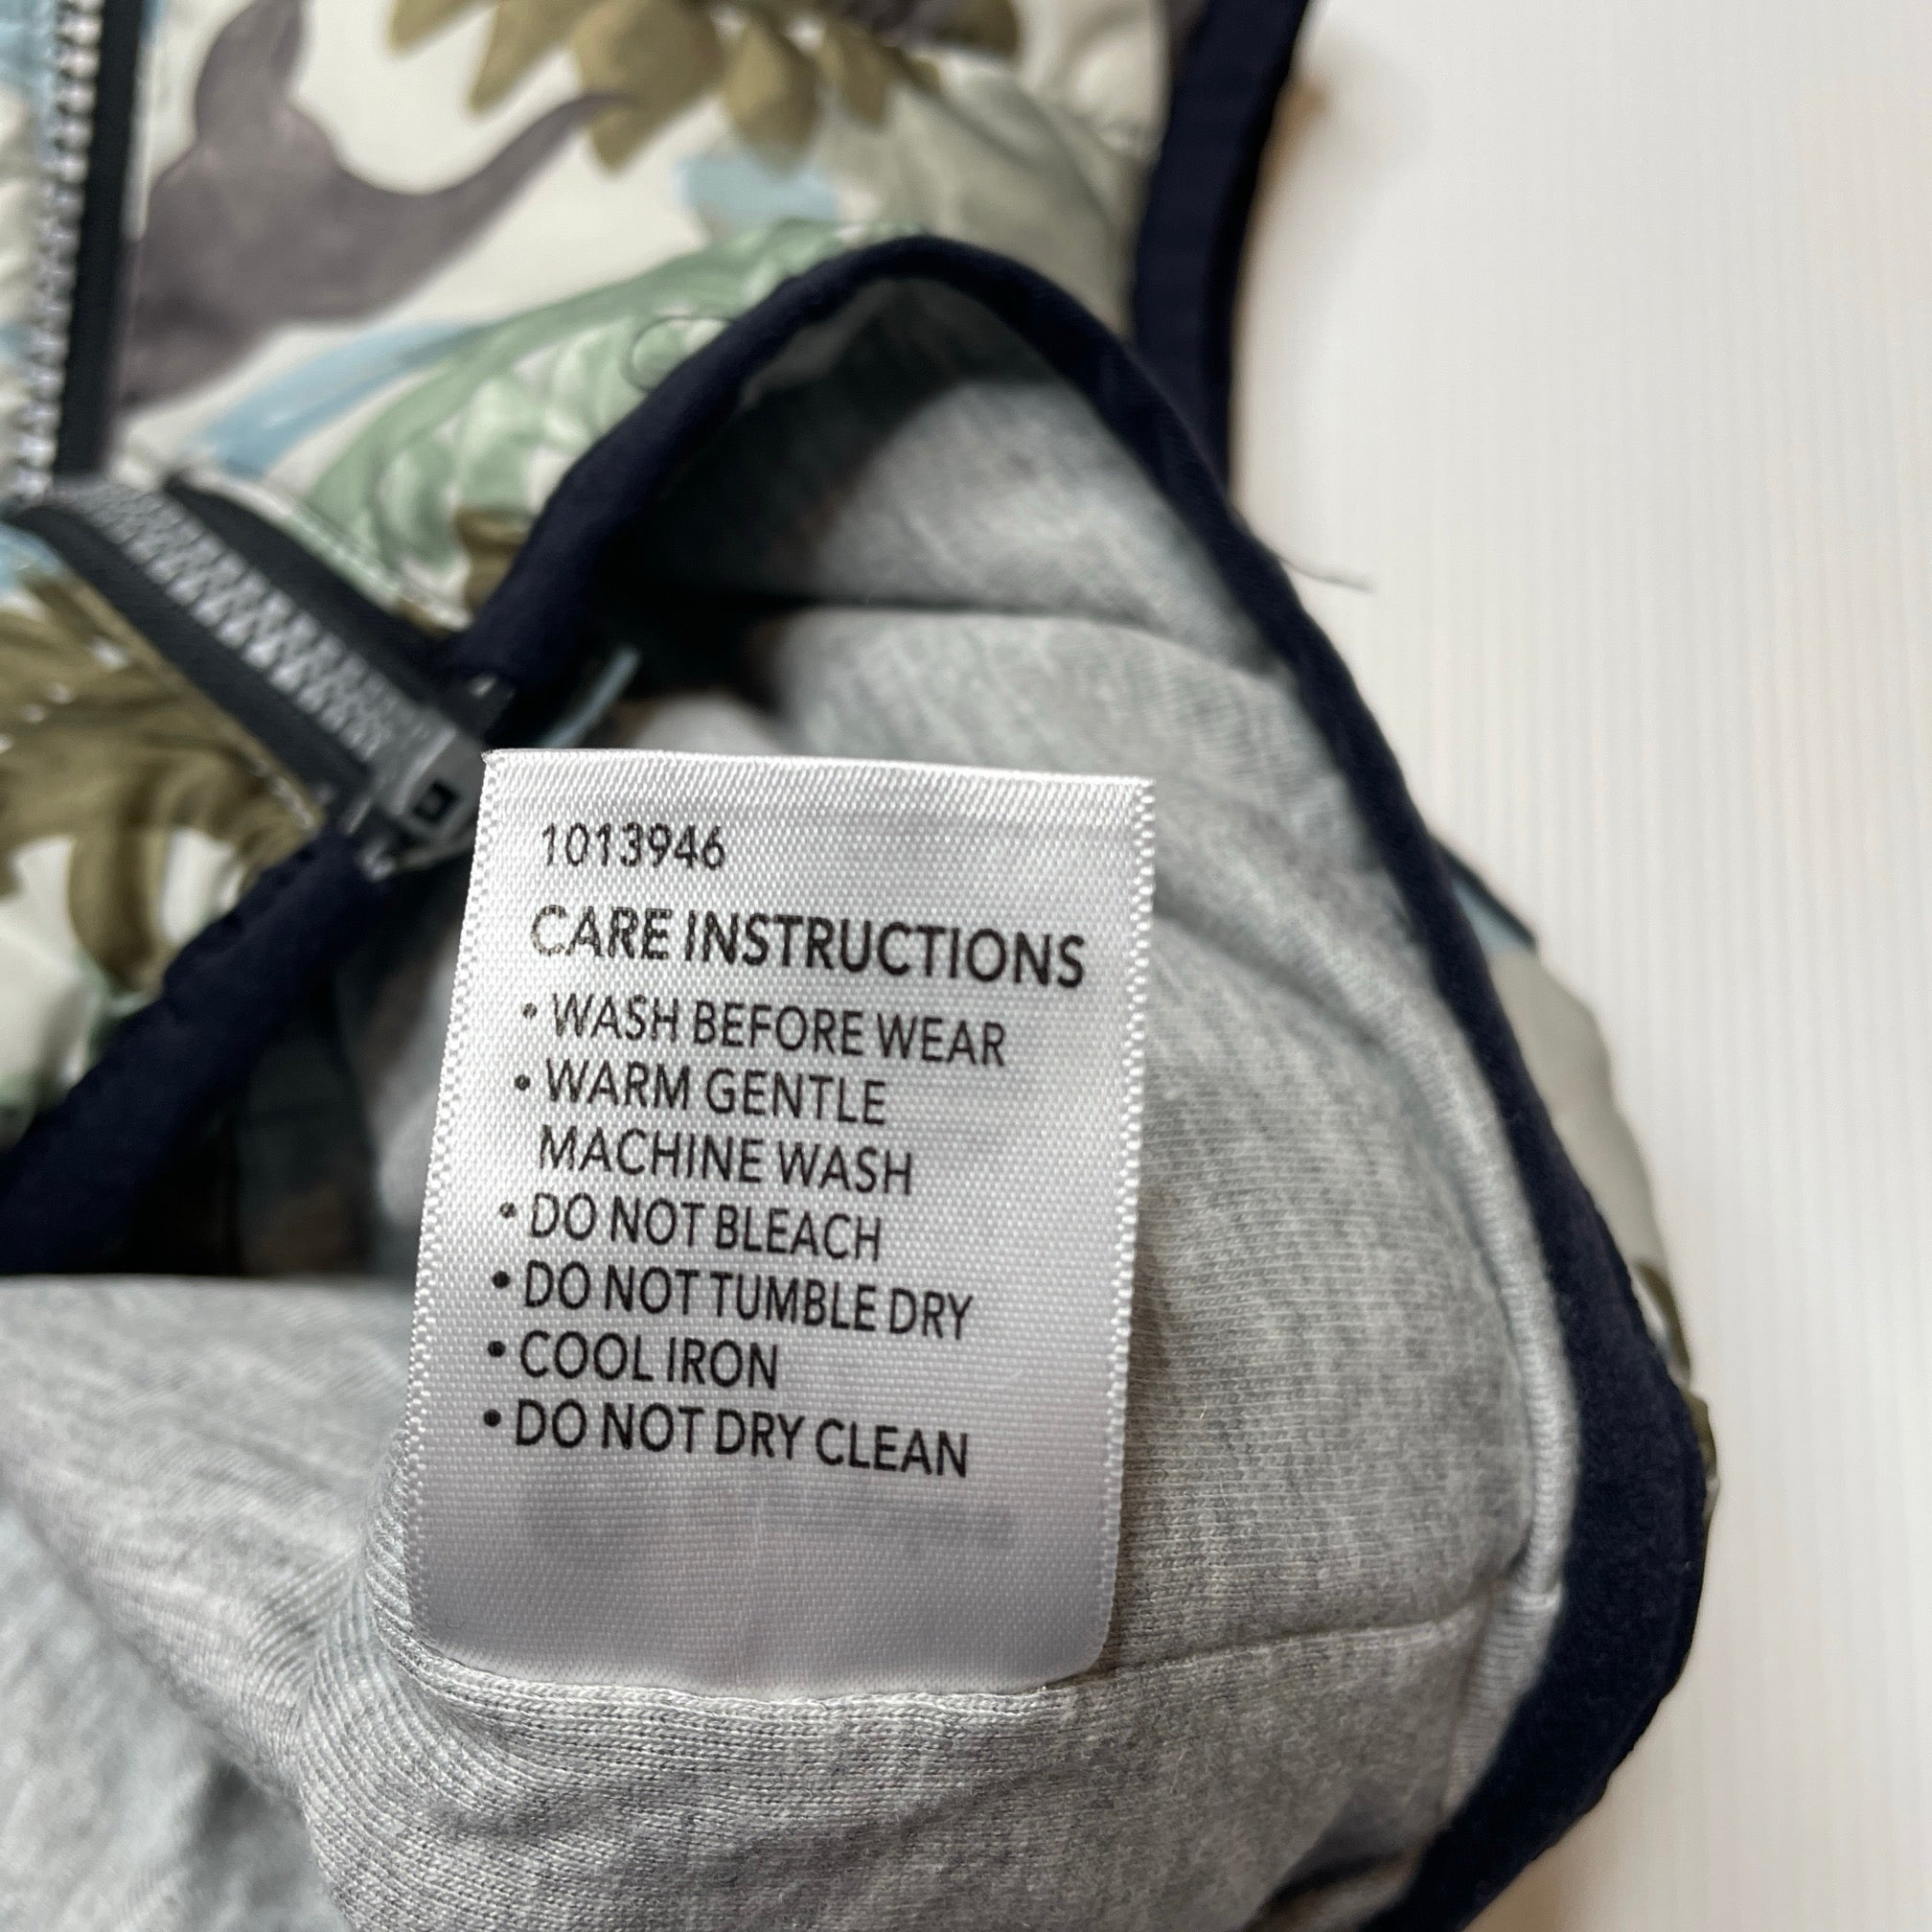 1013946
CARE INSTRUCTIONS
• WASH BEFORE WEAR
• WARM GENTLE
MACHINE WASH
• DO NOT BLEACH
• DO NOT TUMBLE DRY
• COOL IRON
• DO NOT DRY CLEAN